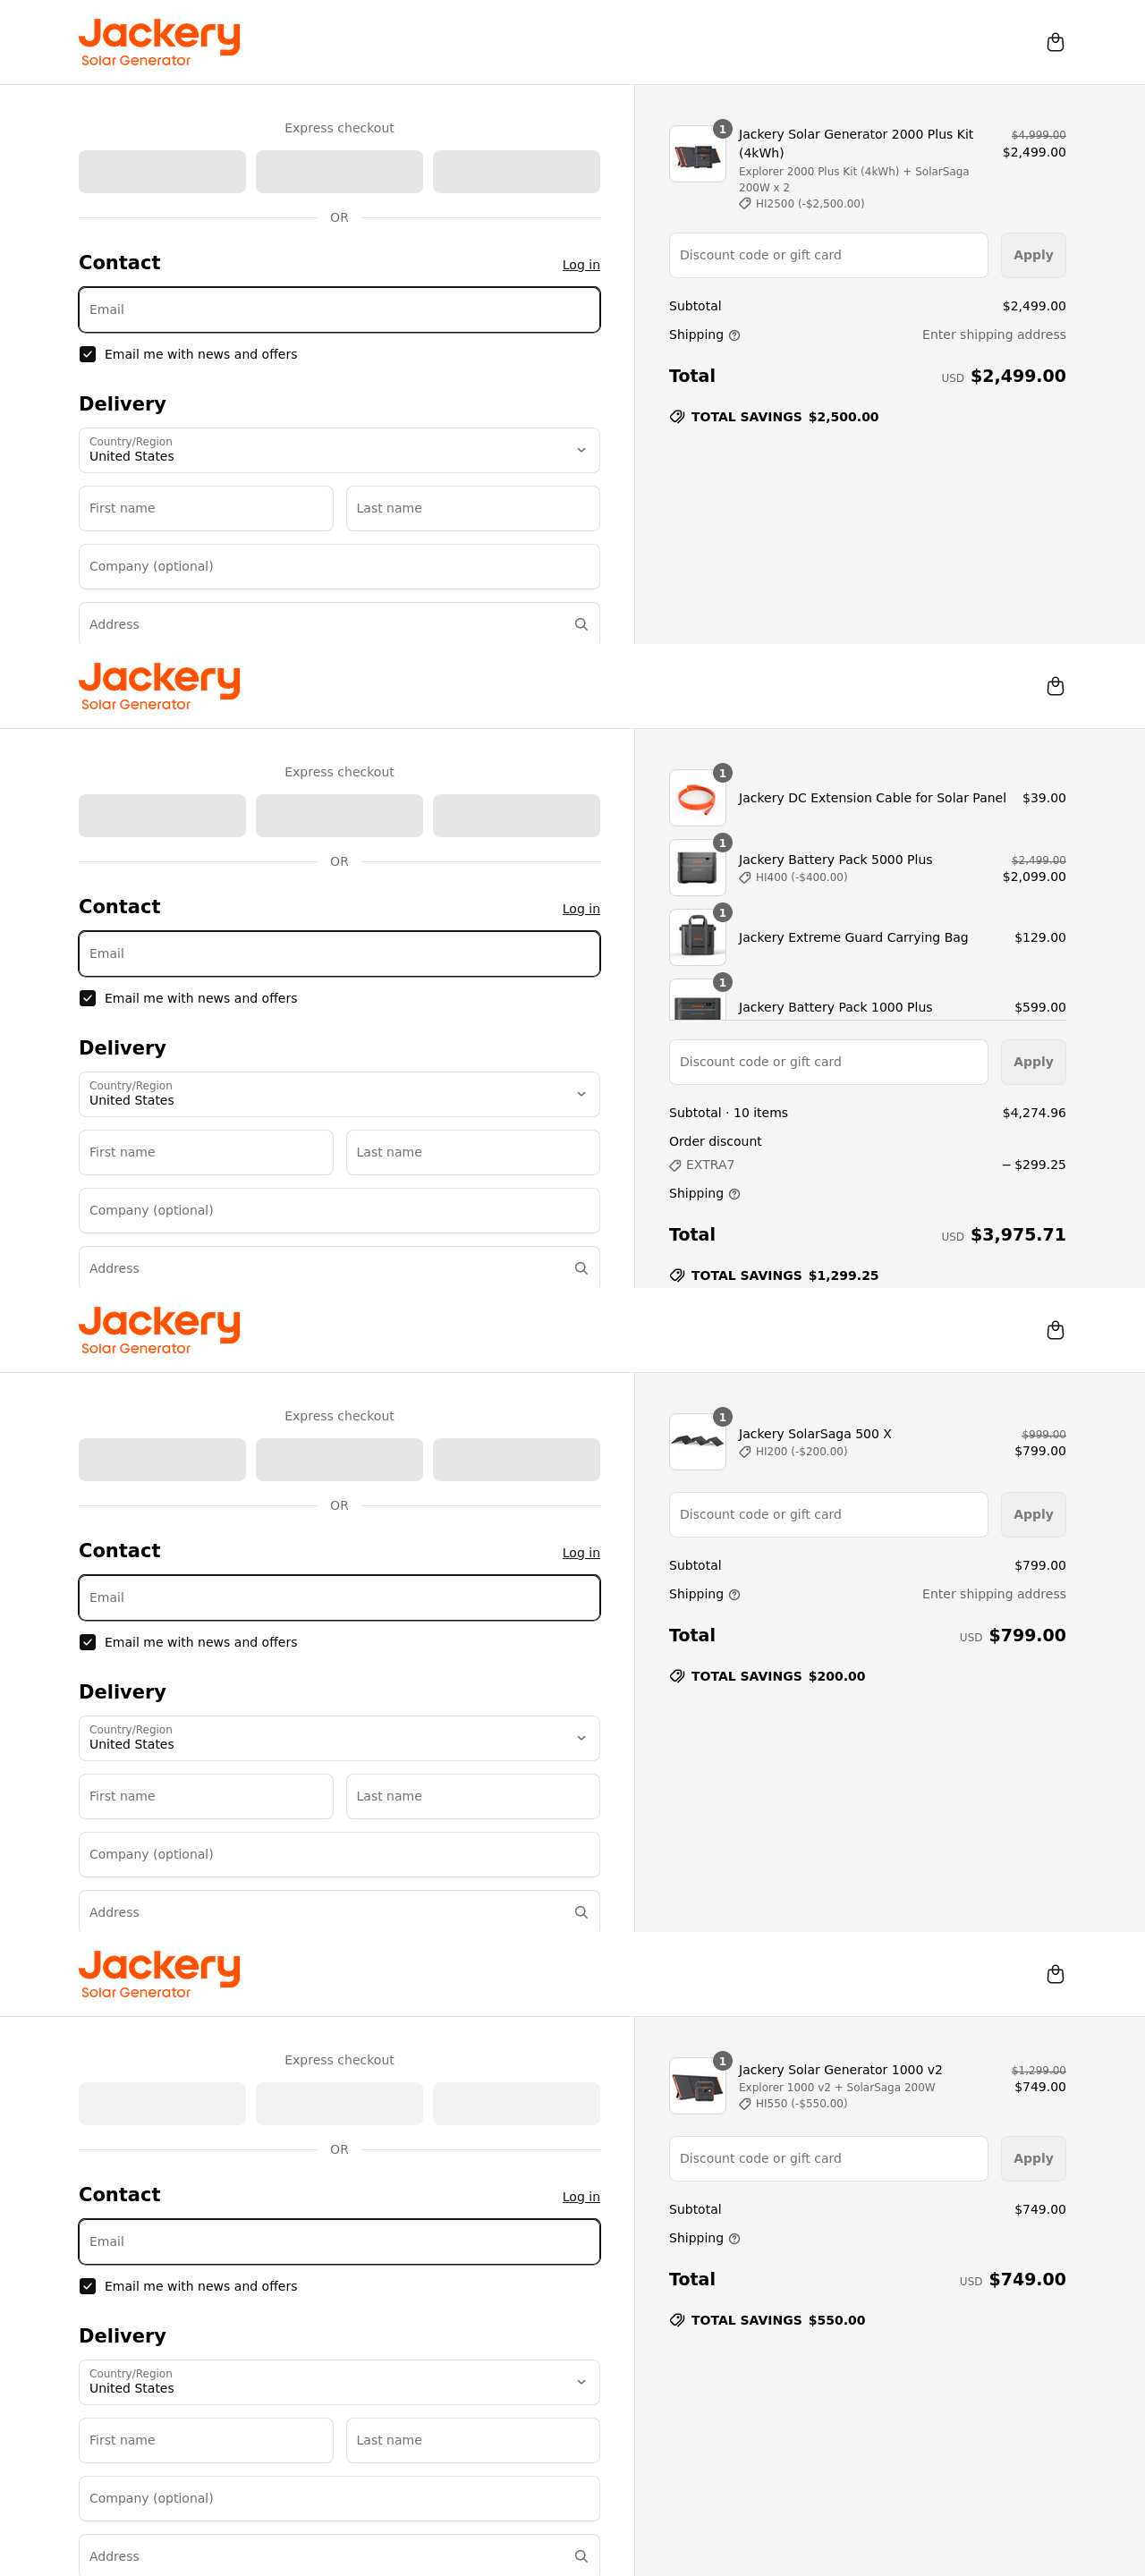 Jackery
Solar Generator
Express checkout
OR
Contact
Log in
Email
Email me with news and offers
Delivery
Country/Region
United States
First name
Last name
Company (optional)
Address
1
Jackery Solar Generator 2000 Plus Kit
(4kWh)
$4,999.00
$2,499.00
Explorer 2000 Plus Kit (4kWh) + SolarSaga
200W x 2
HI2500 (-$2,500.00)
Discount code or gift card
Apply
Subtotal
$2,499.00
Shipping
Enter shipping address
Total
USD $2,499.00
TOTAL SAVINGS $2,500.00
Jackery
Solar Generator
Express checkout
OR
Contact
Log in
Email
Email me with news and offers
Delivery
Country/Region
United States
First name
Last name
Company (optional)
Address
1
Jackery DC Extension Cable for Solar Panel
$39.00
1
Jackery Battery Pack 5000 Plus
HI400 (-$400.00)
$2,499.00
$2,099.00
1
Jackery Extreme Guard Carrying Bag
$129.00
1
Jackery Battery Pack 1000 Plus
$599.00
Discount code or gift card
Apply
Subtotal · 10 items
$4,274.96
Order discount
EXTRA7
− $299.25
Shipping
Total
USD $3,975.71
TOTAL SAVINGS $1,299.25
Jackery
Solar Generator
Express checkout
OR
Contact
Log in
Email
Email me with news and offers
Delivery
Country/Region
United States
First name
Last name
Company (optional)
Address
1
Jackery SolarSaga 500 X
HI200 (-$200.00)
$999.00
$799.00
Discount code or gift card
Apply
Subtotal
$799.00
Shipping
Enter shipping address
Total
USD $799.00
TOTAL SAVINGS $200.00
Jackery
Solar Generator
Express checkout
OR
Contact
Log in
Email
Email me with news and offers
Delivery
Country/Region
United States
First name
Last name
Company (optional)
Address
1
Jackery Solar Generator 1000 v2
Explorer 1000 v2 + SolarSaga 200W
HI550 (-$550.00)
$1,299.00
$749.00
Discount code or gift card
Apply
Subtotal
$749.00
Shipping
Total
USD $749.00
TOTAL SAVINGS $550.00